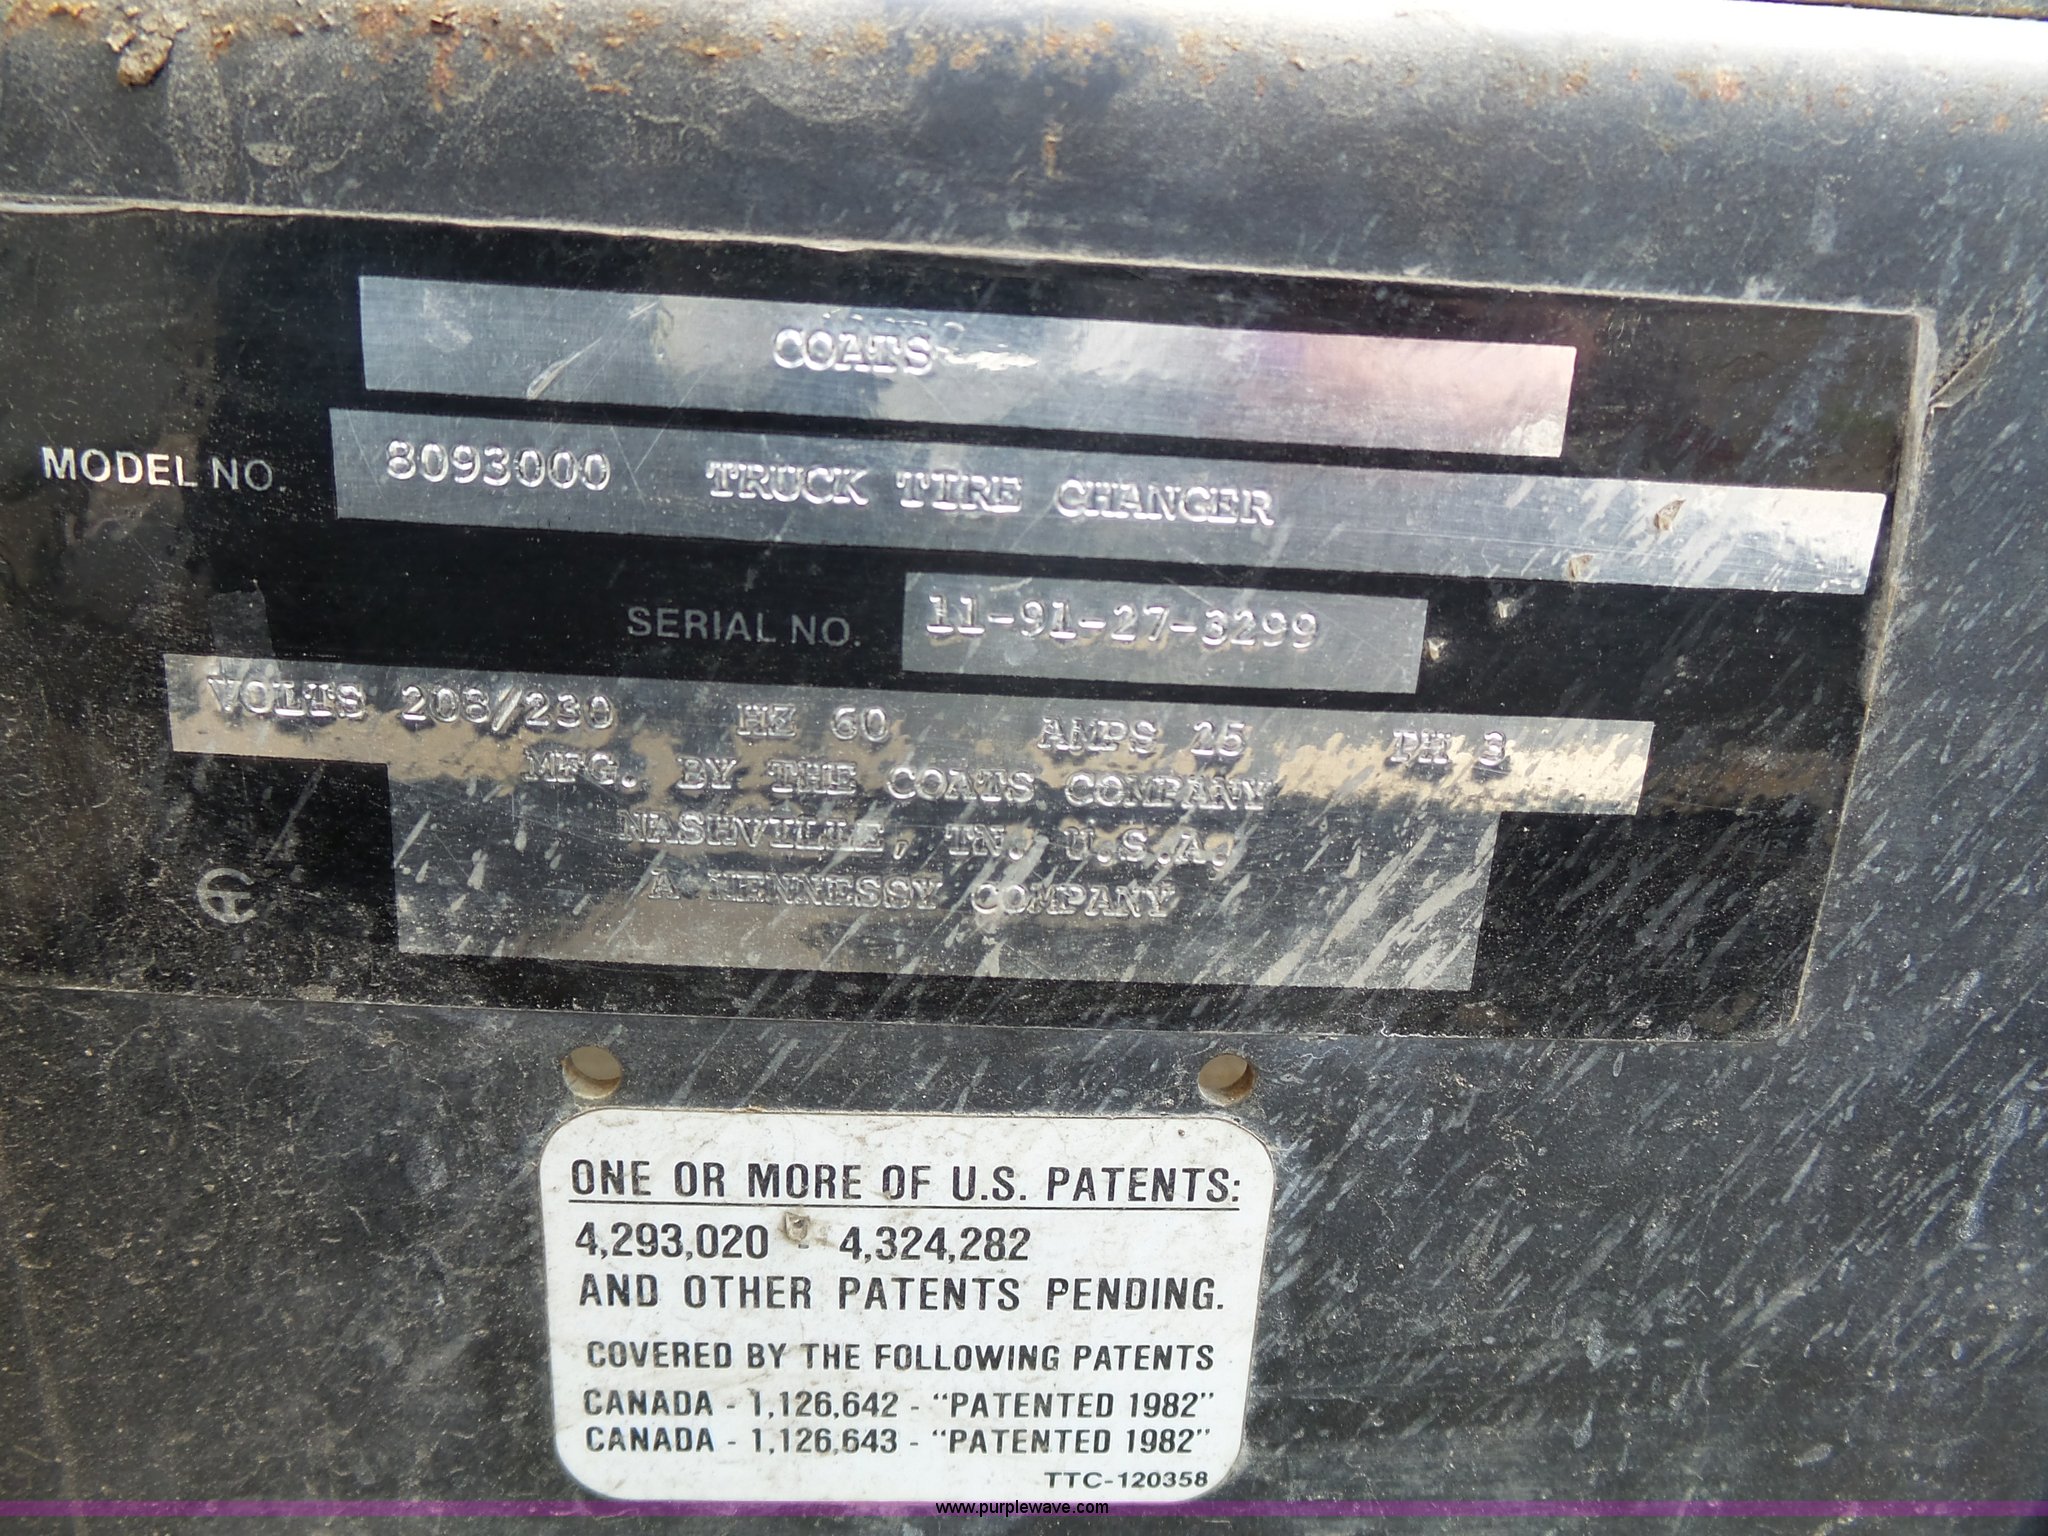 COATS
MODEL NO. 8093000 TRUCK TIRE CHANGER
SERIAL NO. 11-91-27-3299
VOLTS 208/230 HZ 60 AMPS 25 PH 3
MFG. BY THE COATS COMPANY
NASHVILLE, TN. U.S.A.
A HENNESSY COMPANY
ONE OR MORE OF U.S. PATENTS:
4,293,020 - 4,324,282
AND OTHER PATENTS PENDING.
COVERED BY THE FOLLOWING PATENTS
CANADA - 1,126,642 - "PATENTED 1982"
CANADA - 1,126,643 - "PATENTED 1982"
TTC-120358
www.purplewave.com